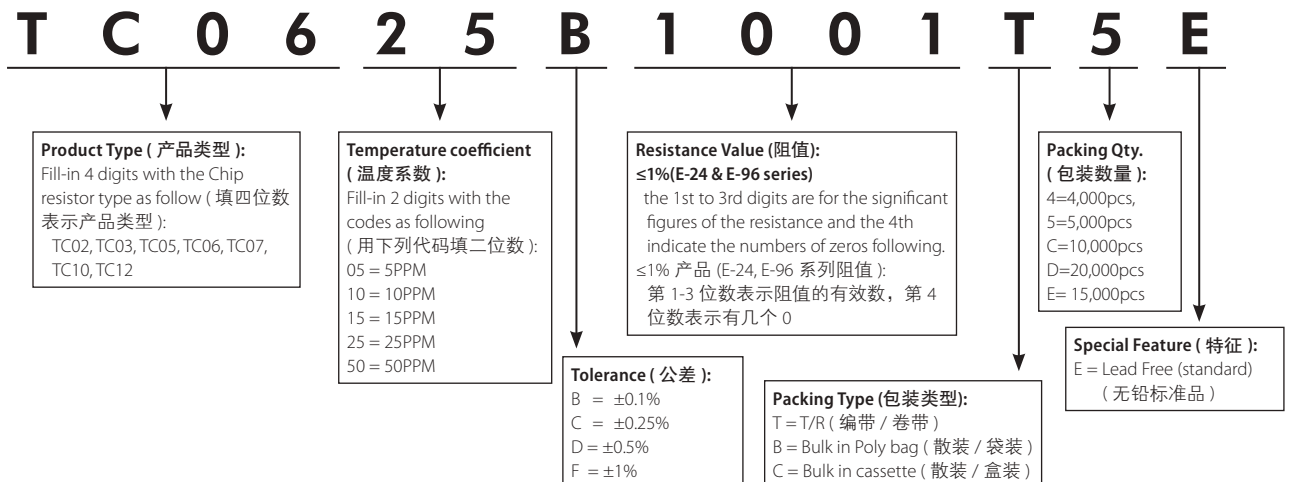 T C 0 6 2 5 B 1 0 0 1 T 5 E
Product Type ( 产品类型 ):
Fill-in 4 digits with the Chip
resistor type as follow ( 填四位数
表示产品类型 ):
TC02, TC03, TC05, TC06, TC07,
TC10, TC12
Temperature coefficient
( 温度系数 ):
Fill-in 2 digits with the
codes as following
( 用下列代码填二位数 ):
05 = 5PPM
10 = 10PPM
15 = 15PPM
25 = 25PPM
50 = 50PPM
Tolerance ( 公差 ):
B = ±0.1%
C = ±0.25%
D = ±0.5%
F = ±1%
Resistance Value (阻值):
≤1%(E-24 & E-96 series)
the 1st to 3rd digits are for the significant
figures of the resistance and the 4th
indicate the numbers of zeros following.
≤1% 产品 (E-24, E-96 系列阻值 ):
第 1-3 位数表示阻值的有效数，第 4
位数表示有几个 0
Packing Type (包装类型):
T = T/R ( 编带 / 卷带 )
B = Bulk in Poly bag ( 散装 / 袋装 )
C = Bulk in cassette ( 散装 / 盒装 )
Packing Qty.
( 包装数量 ):
4=4,000pcs,
5=5,000pcs
C=10,000pcs
D=20,000pcs
E= 15,000pcs
Special Feature ( 特征 ):
E = Lead Free (standard)
( 无铅标准品 )